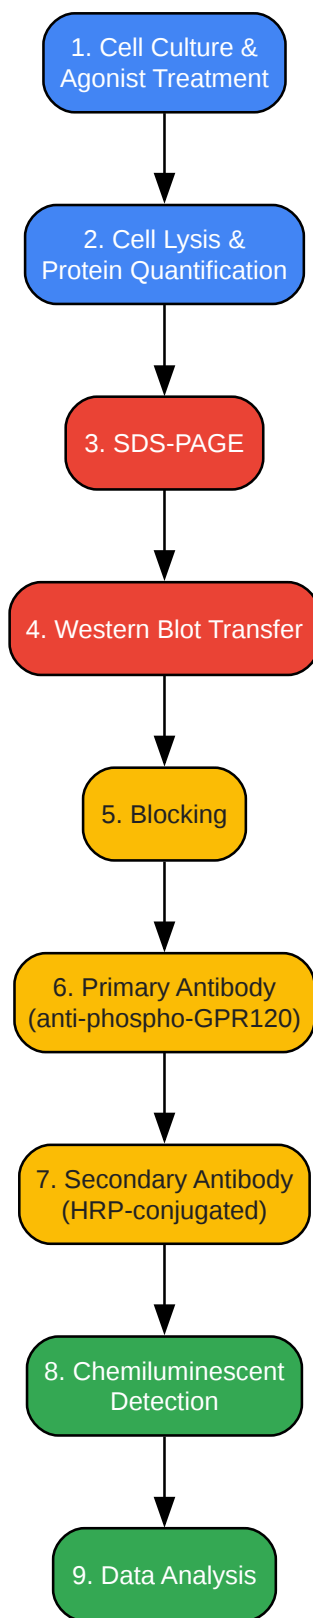 1. Cell Culture &
Agonist Treatment
2. Cell Lysis &
Protein Quantification
3. SDS-PAGE
4. Western Blot Transfer
5. Blocking
6. Primary Antibody
(anti-phospho-GPR120)
7. Secondary Antibody
(HRP-conjugated)
8. Chemiluminescent
Detection
9. Data Analysis